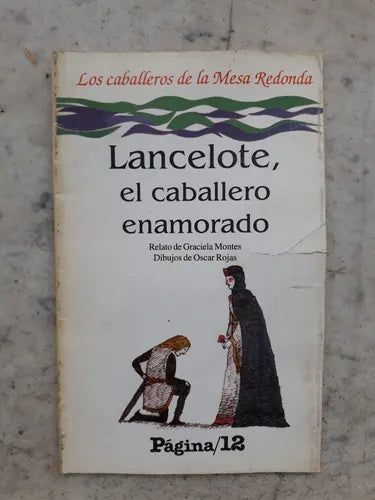 Los caballeros de la Mesa Redonda
Lancelote,
el caballero
enamorado
Relato de Graciela Montes
Dibujos de Oscar Rojas
Página/12